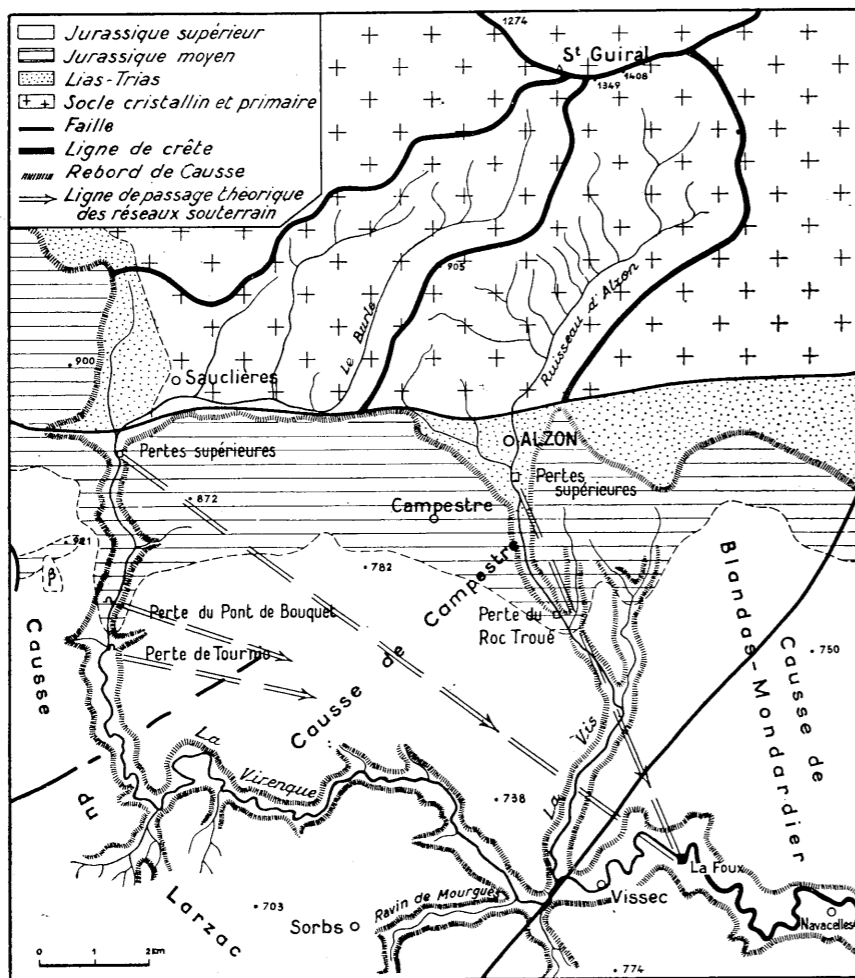 Jurassique supérieur
Jurassique moyen
Lias-Trias
Socle cristallin et primaire
Faille
Ligne de crête
Rebord de Causse
Ligne de passage théorique
des réseaux souterrain
1274
St Guiral
1408
1349
905
Le Burle
Ruisseau d'Alzon
900
Sauclières
ALZON
Pertes supérieures
Pertes
supérieures
872
Campestre
921
β
782
Perte du Pont de Bouquet
Perte du
Roc Troué
Perte de Tourmo
750
Causse de Campestre
Causse de
Blandas-Mondardier
Causse
du
Larzac
La Virenque
La Vis
738
La Foux
Vissec
Navacelles
Ravin de Mourgues
703
Sorbs
774
0 1 2km